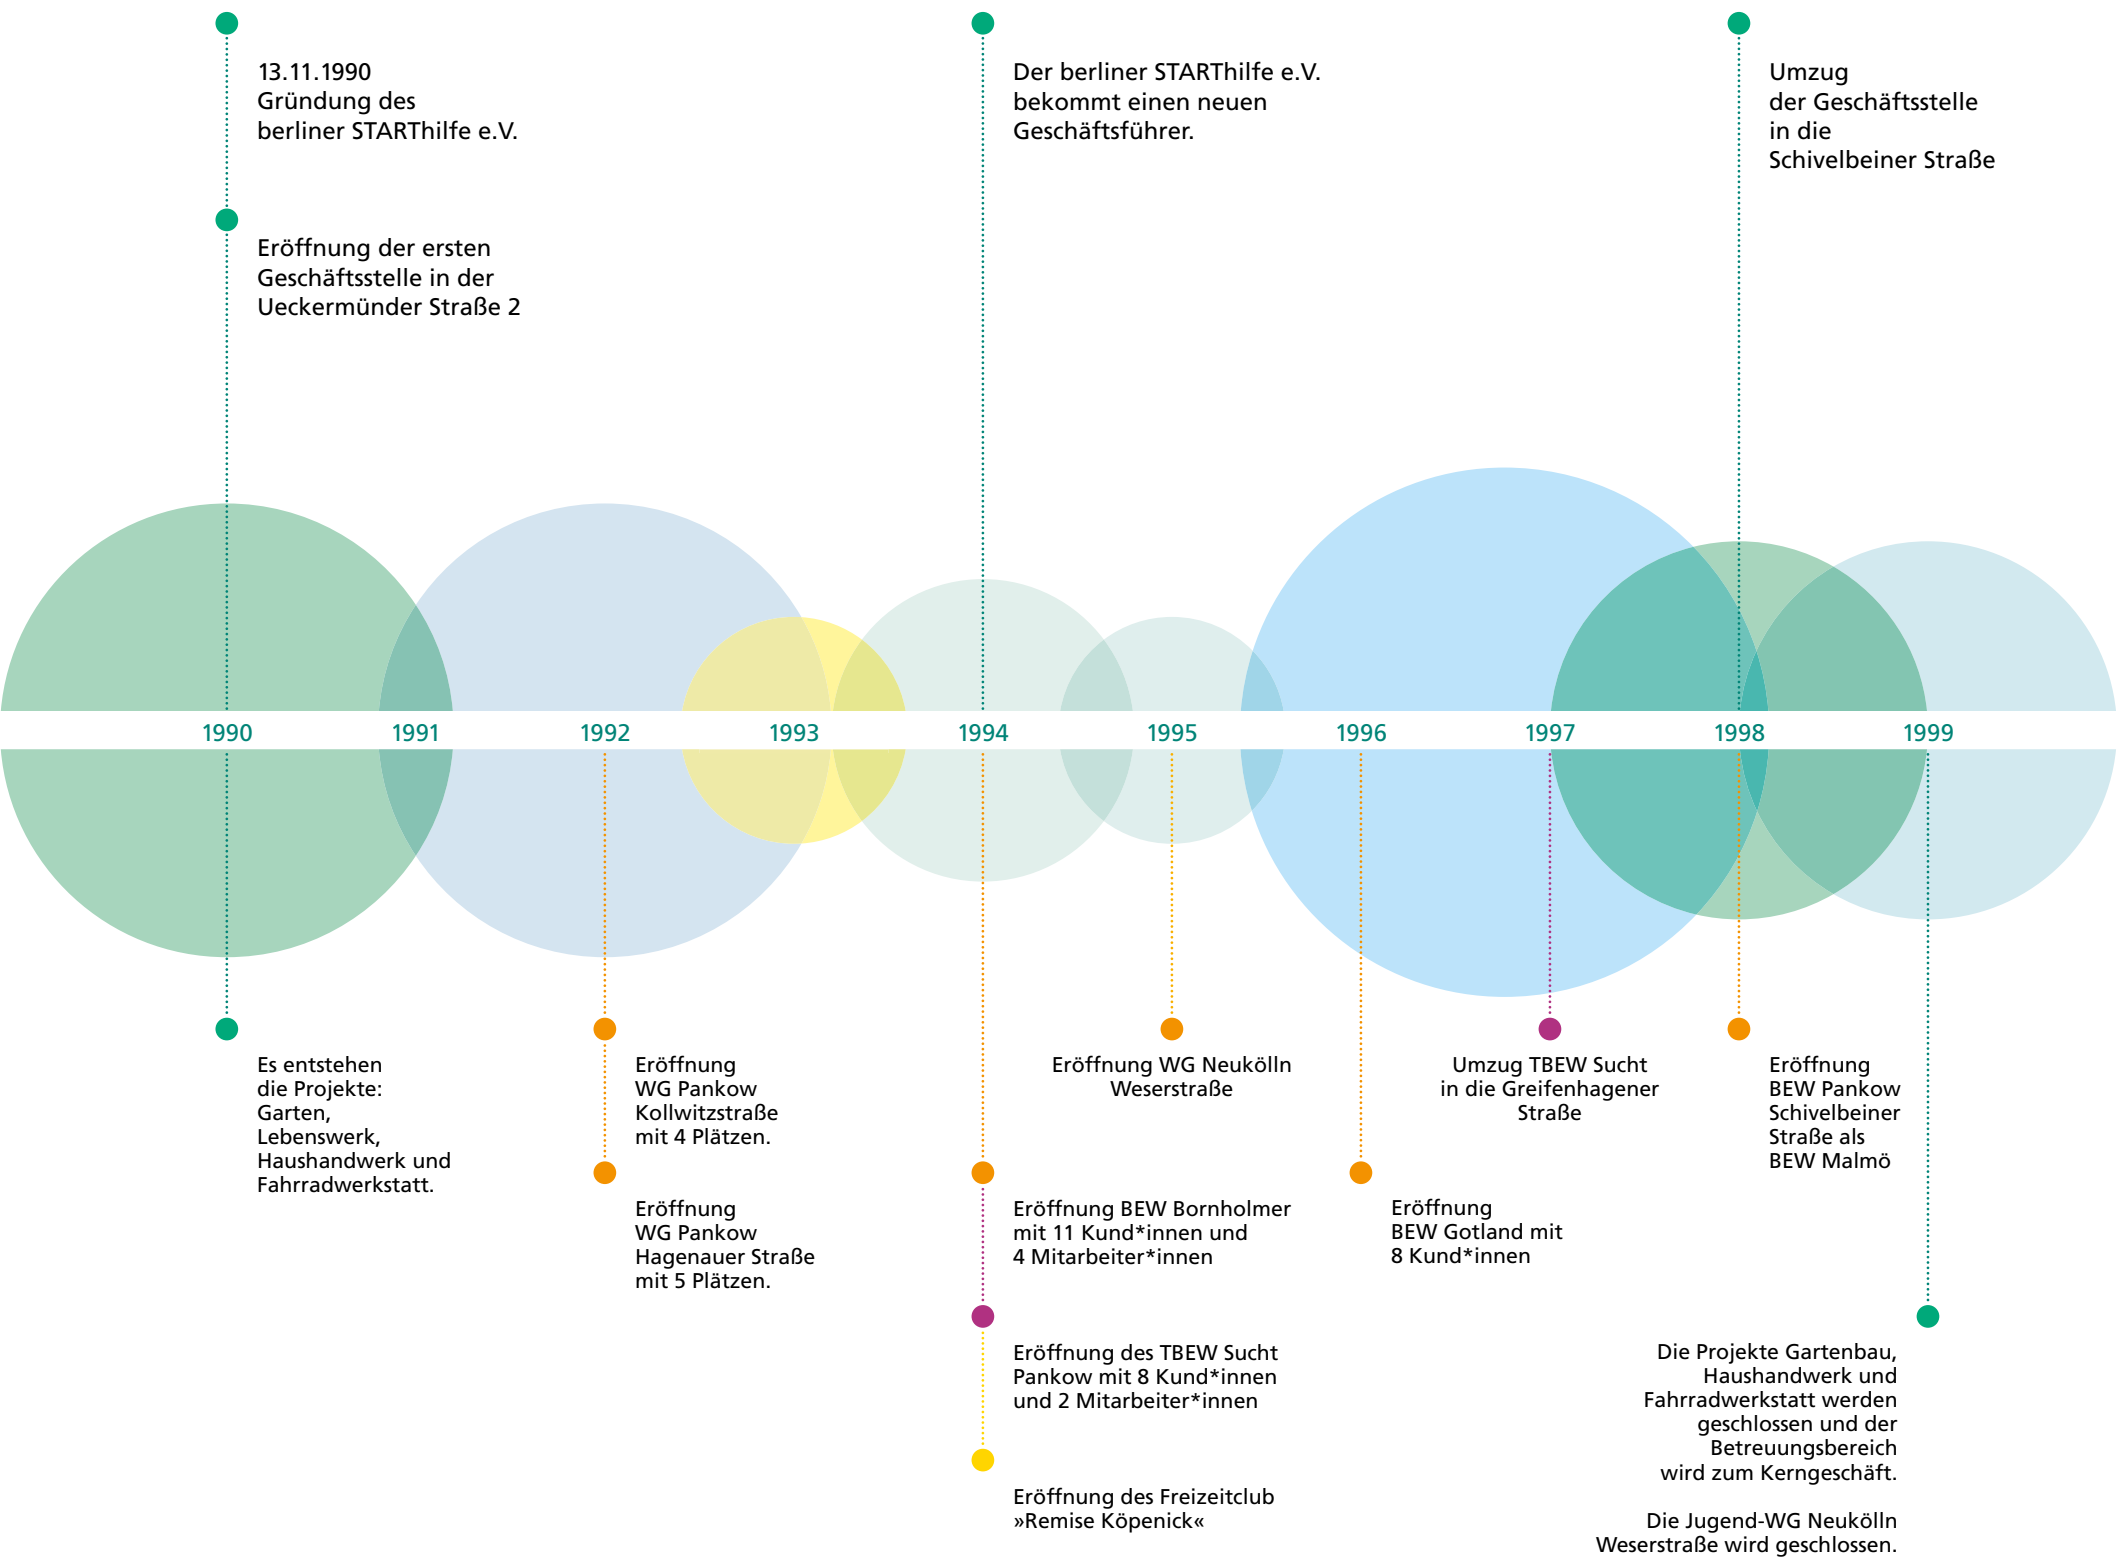 13.11.1990
Gründung des
berliner STARThilfe e.V.
Eröffnung der ersten
Geschäftsstelle in der
Ueckermünder Straße 2
Der berliner STARThilfe e.V.
bekommt einen neuen
Geschäftsführer.
Umzug
der Geschäftsstelle
in die
Schivelbeiner Straße
1990 1991 1992 1993 1994 1995 1996 1997 1998 1999
Es entstehen
die Projekte:
Garten,
Lebenswerk,
Haushandwerk und
Fahrradwerkstatt.
Eröffnung
WG Pankow
Kollwitzstraße
mit 4 Plätzen.
Eröffnung
WG Pankow
Hagenauer Straße
mit 5 Plätzen.
Eröffnung BEW Bornholmer
mit 11 Kund*innen und
4 Mitarbeiter*innen
Eröffnung des TBEW Sucht
Pankow mit 8 Kund*innen
und 2 Mitarbeiter*innen
Eröffnung des Freizeitclub
»Remise Köpenick«
Eröffnung WG Neukölln
Weserstraße
Eröffnung
BEW Gotland mit
8 Kund*innen
Umzug TBEW Sucht
in die Greifenhagener
Straße
Eröffnung
BEW Pankow
Schivelbeiner
Straße als
BEW Malmö
Die Projekte Gartenbau,
Haushandwerk und
Fahrradwerkstatt werden
geschlossen und der
Betreuungsbereich
wird zum Kerngeschäft.
Die Jugend-WG Neukölln
Weserstraße wird geschlossen.